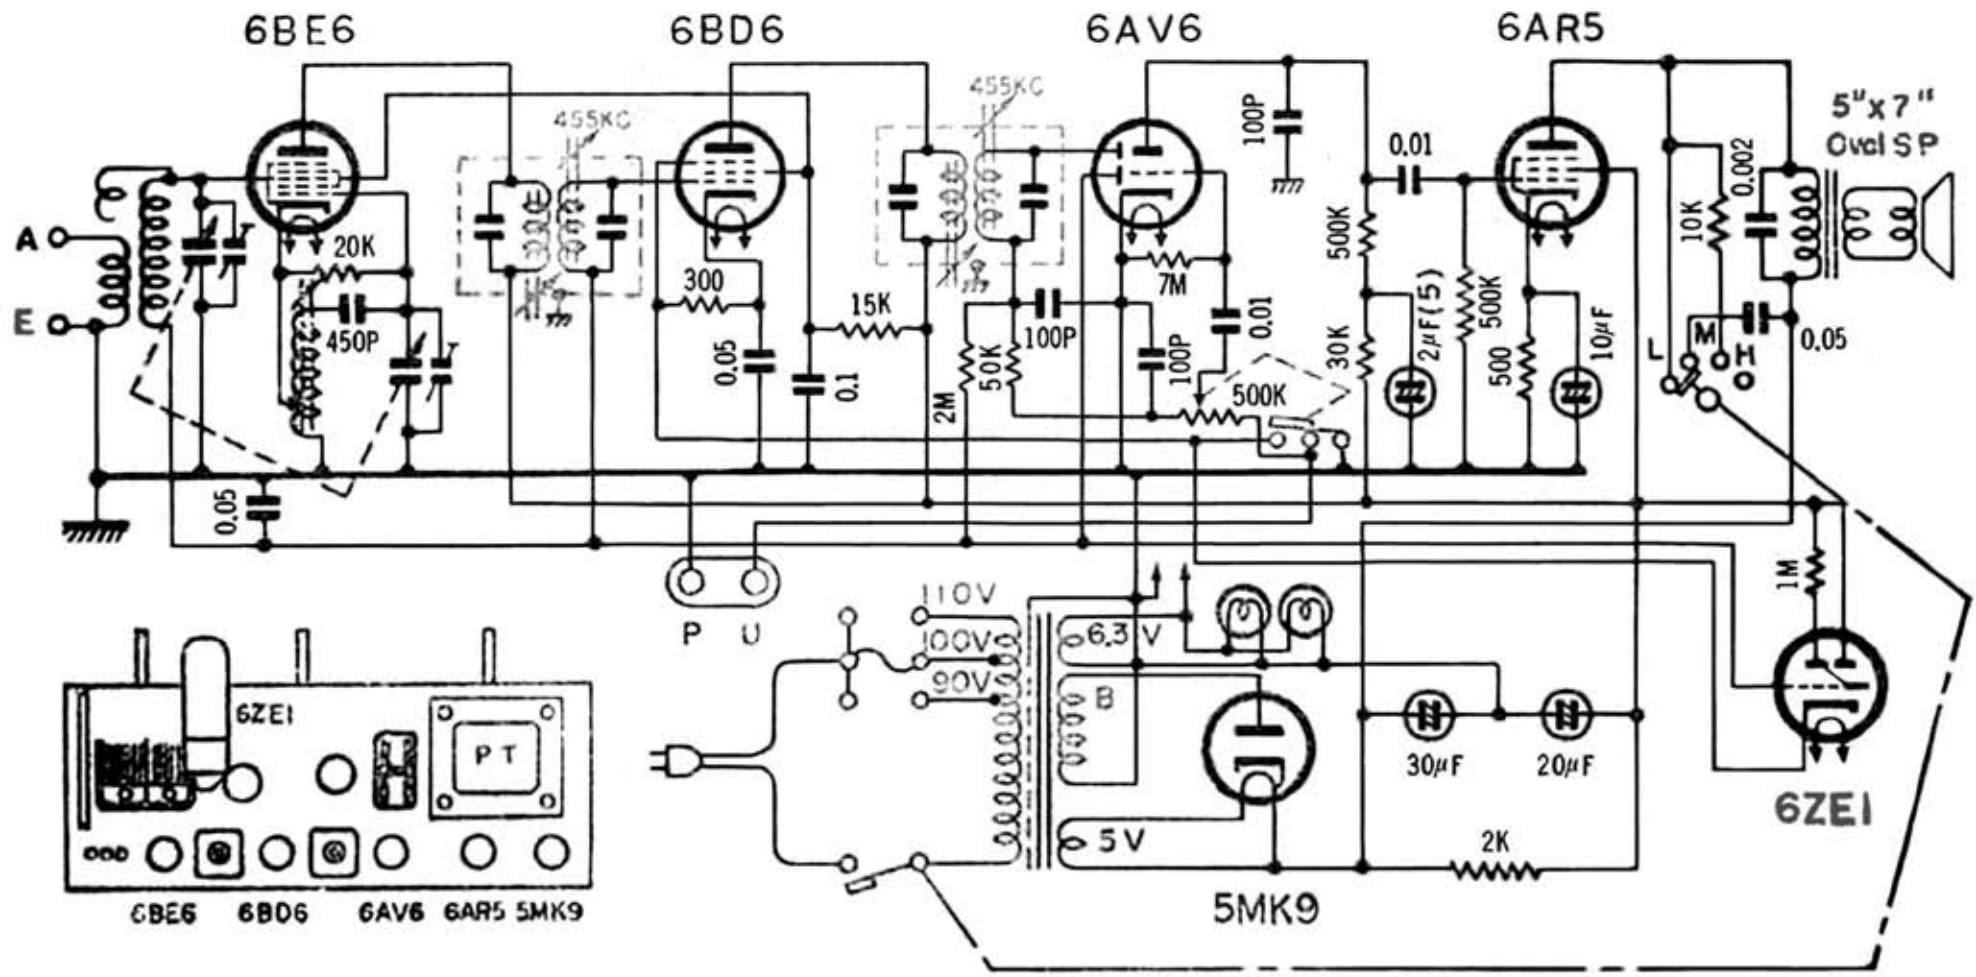 6BE6
6BD6
6AV6
6AR5
5"x7"
Oval SP
455KC
455KC
A
E
20K
450P
300
0.05
15K
0.1
2M
50K
100P
100P
7M
0.01
500K
100P
0.01
500K
30K
2μF(5)
500K
500
10μF
10K
0.002
0.05
L
M
H
0.05
P U
110V
100V
90V
6.3 V
B
5 V
30μF
20μF
2K
1M
6ZE1
5MK9
6ZE1
P T
6BE6
6BD6
6AV6
6AR5
5MK9